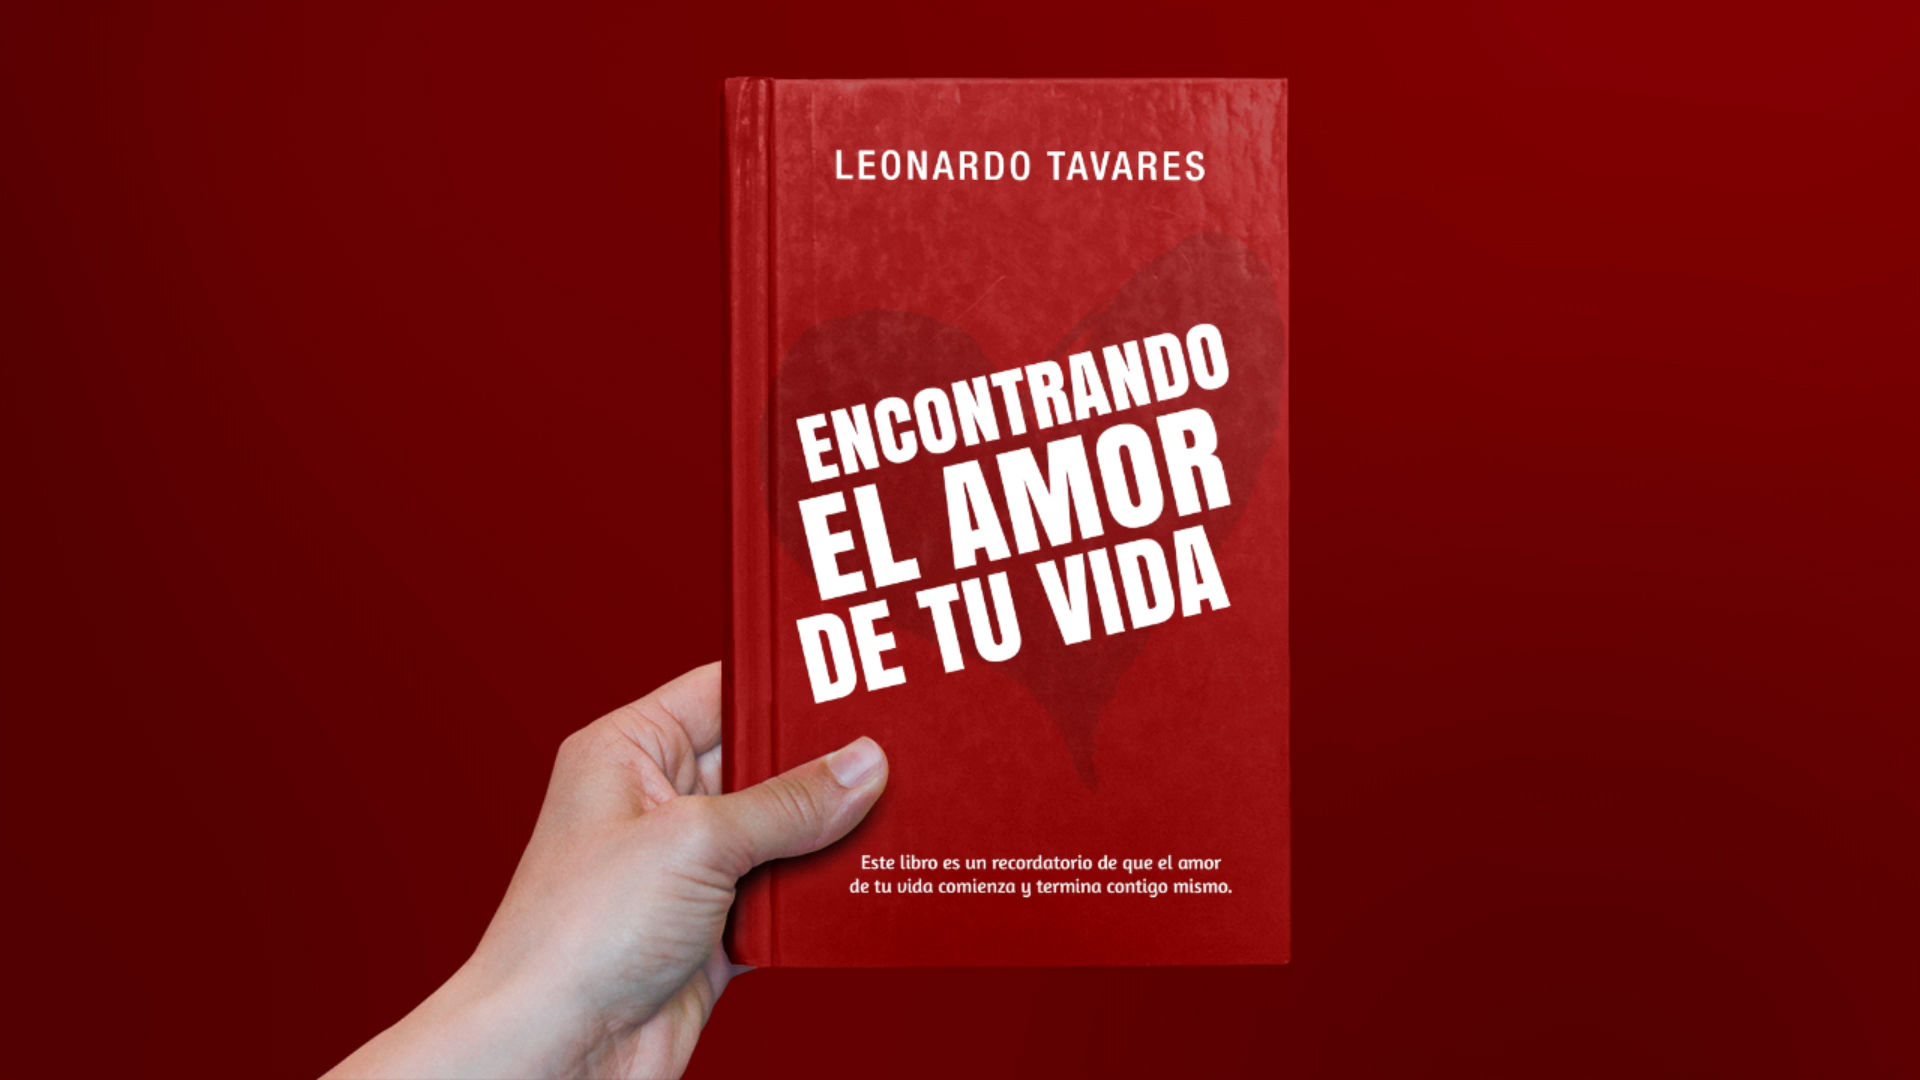 LEONARDO TAVARES
ENCONTRANDO
EL AMOR
DE TU VIDA
Este libro es un recordatorio de que el amor
de tu vida comienza y termina contigo mismo.